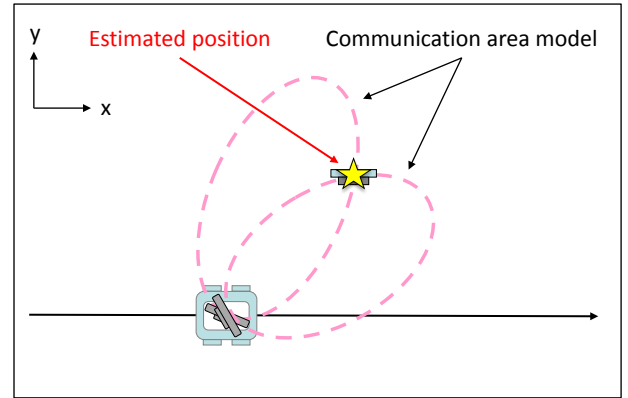 y
x
Estimated position
Communication area model